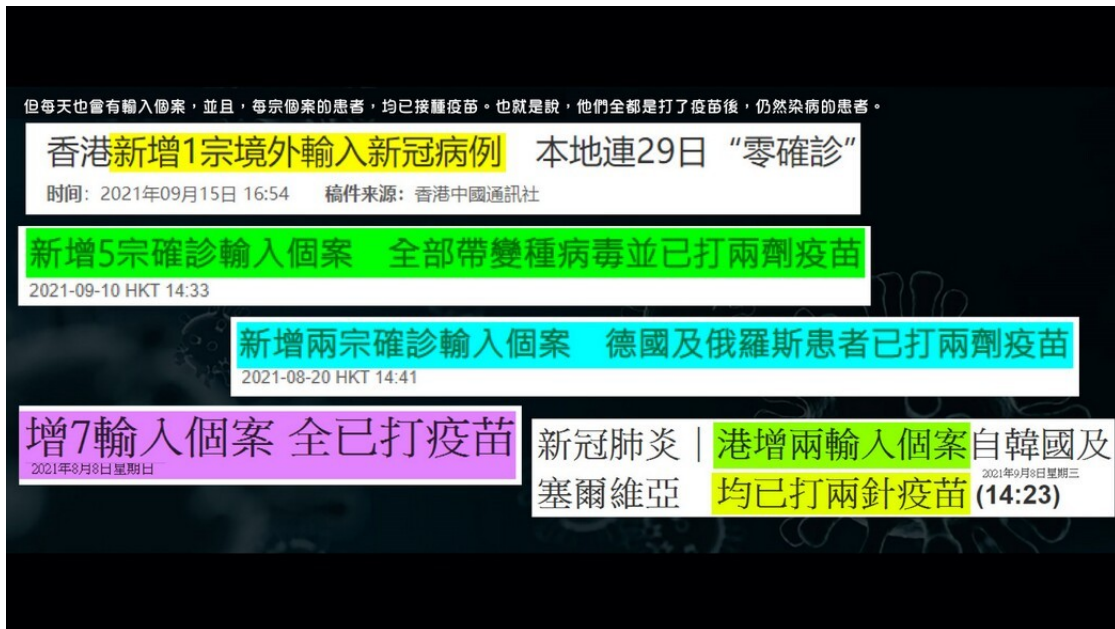 但每天也會有輸入個案，並且，每宗個案的患者，均已接種疫苗。也就是說，他們全都是打了疫苗後，仍然染病的患者。
香港新增1宗境外輸入新冠病例　本地連29日“零確診”
时间：2021年09月15日 16:54　稿件来源：香港中國通訊社
新增5宗確診輸入個案　全部帶變種病毒並已打兩劑疫苗
2021-09-10 HKT 14:33
新增兩宗確診輸入個案　德國及俄羅斯患者已打兩劑疫苗
2021-08-20 HKT 14:41
增7輸入個案 全已打疫苗
2021年8月8日星期日
新冠肺炎｜港增兩輸入個案自韓國及
2021年9月8日星期三
塞爾維亞　均已打兩針疫苗 (14:23)